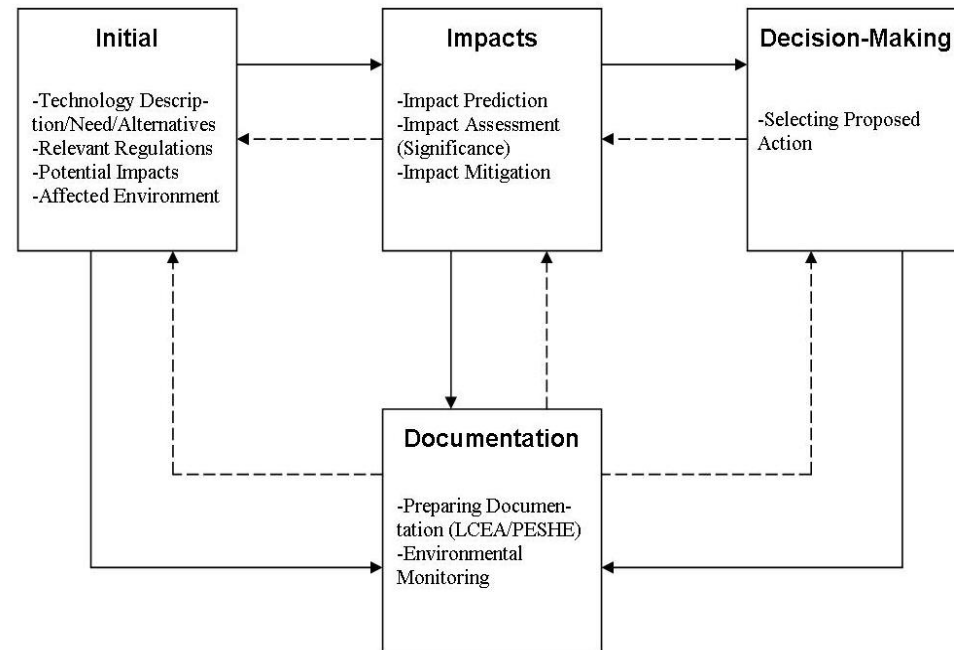 Initial
-Technology Descrip-
tion/Need/Alternatives
-Relevant Regulations
-Potential Impacts
-Affected Environment
Impacts
-Impact Prediction
-Impact Assessment
(Significance)
-Impact Mitigation
Decision-Making
-Selecting Proposed
Action
Documentation
-Preparing Documen-
tation (LCEA/PESHE)
-Environmental
Monitoring